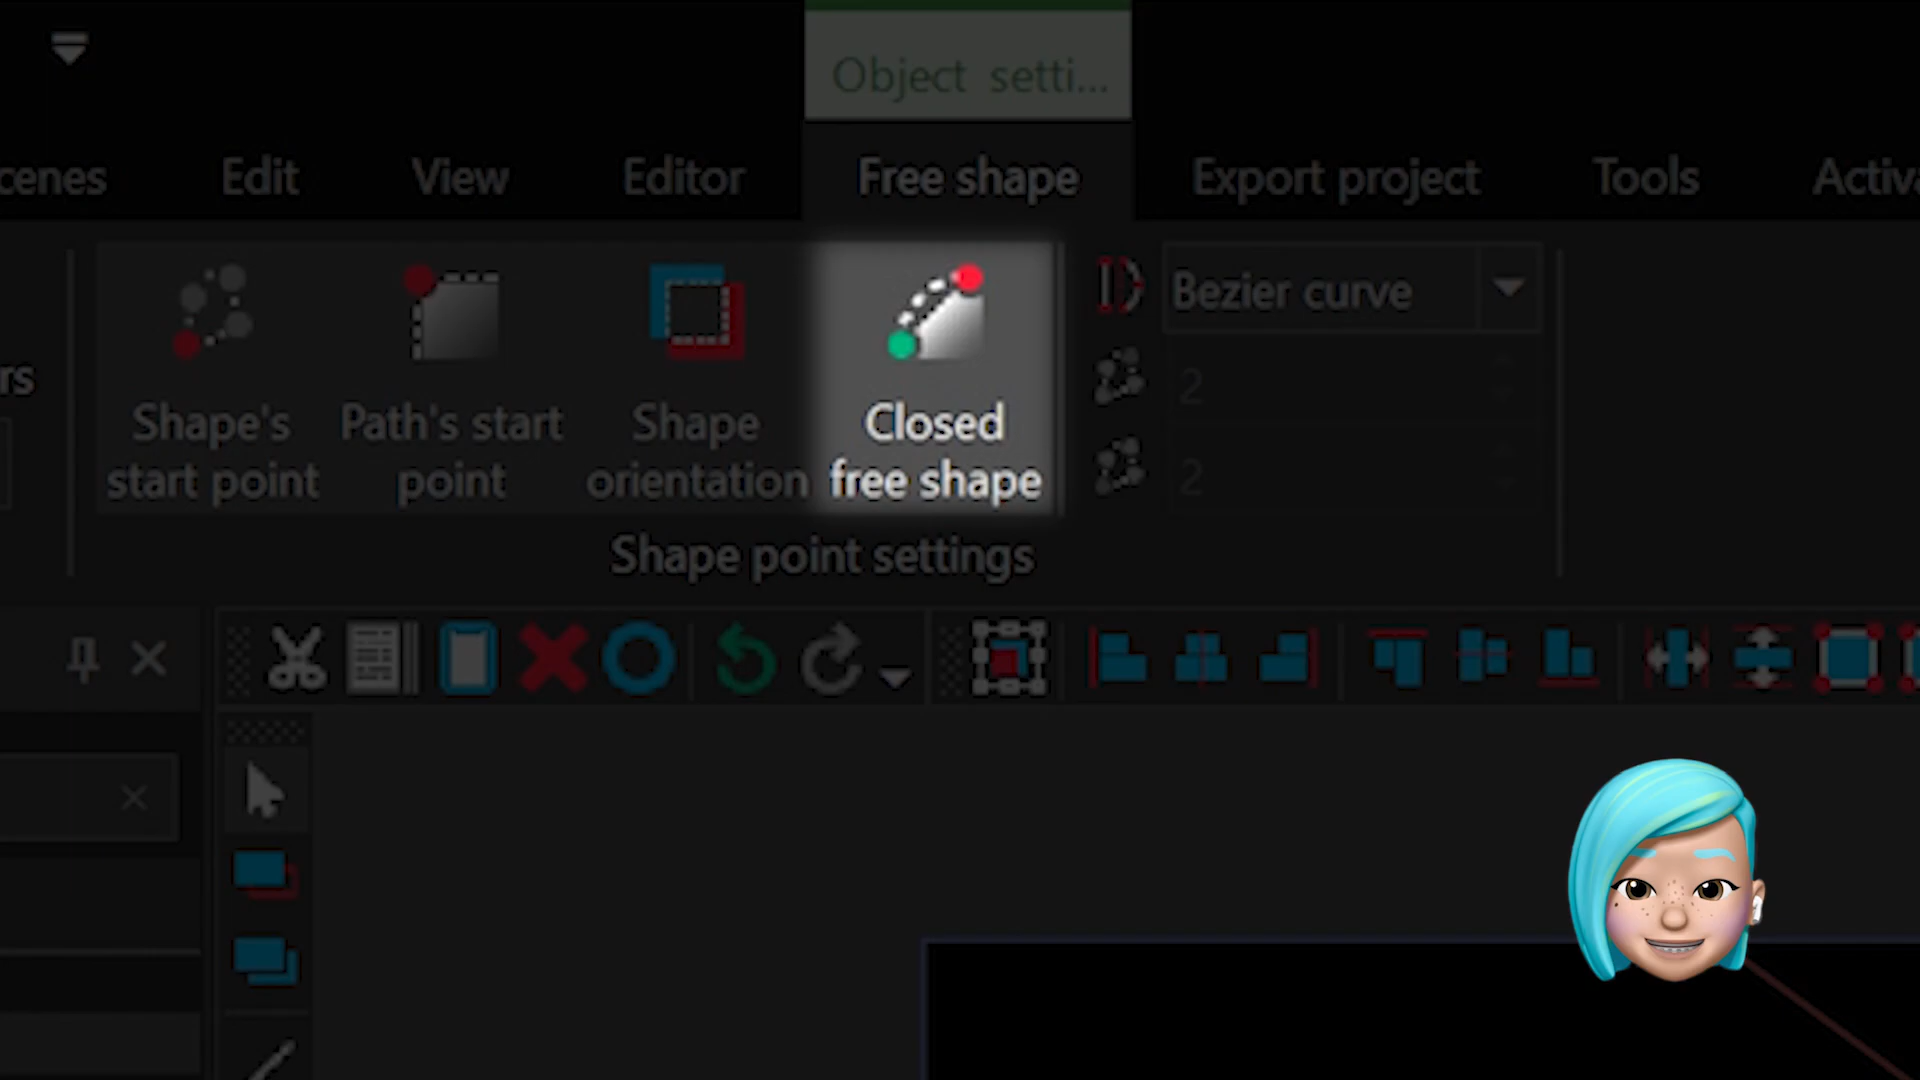 Object setti...
cenes Edit View Editor Free shape Export project Tools Activa
rs
Shape's
start point
Path's start
point
Shape
orientation
Closed
free shape
Bezier curve
2
2
Shape point settings